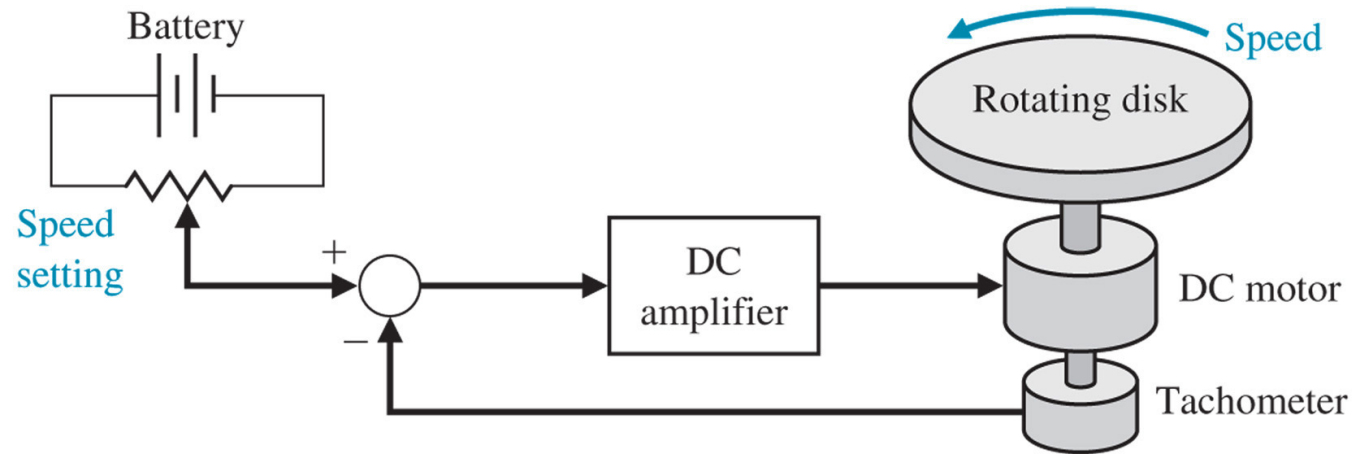 Battery
Speed
Rotating disk
Speed
setting
+
DC
amplifier
DC motor
−
Tachometer